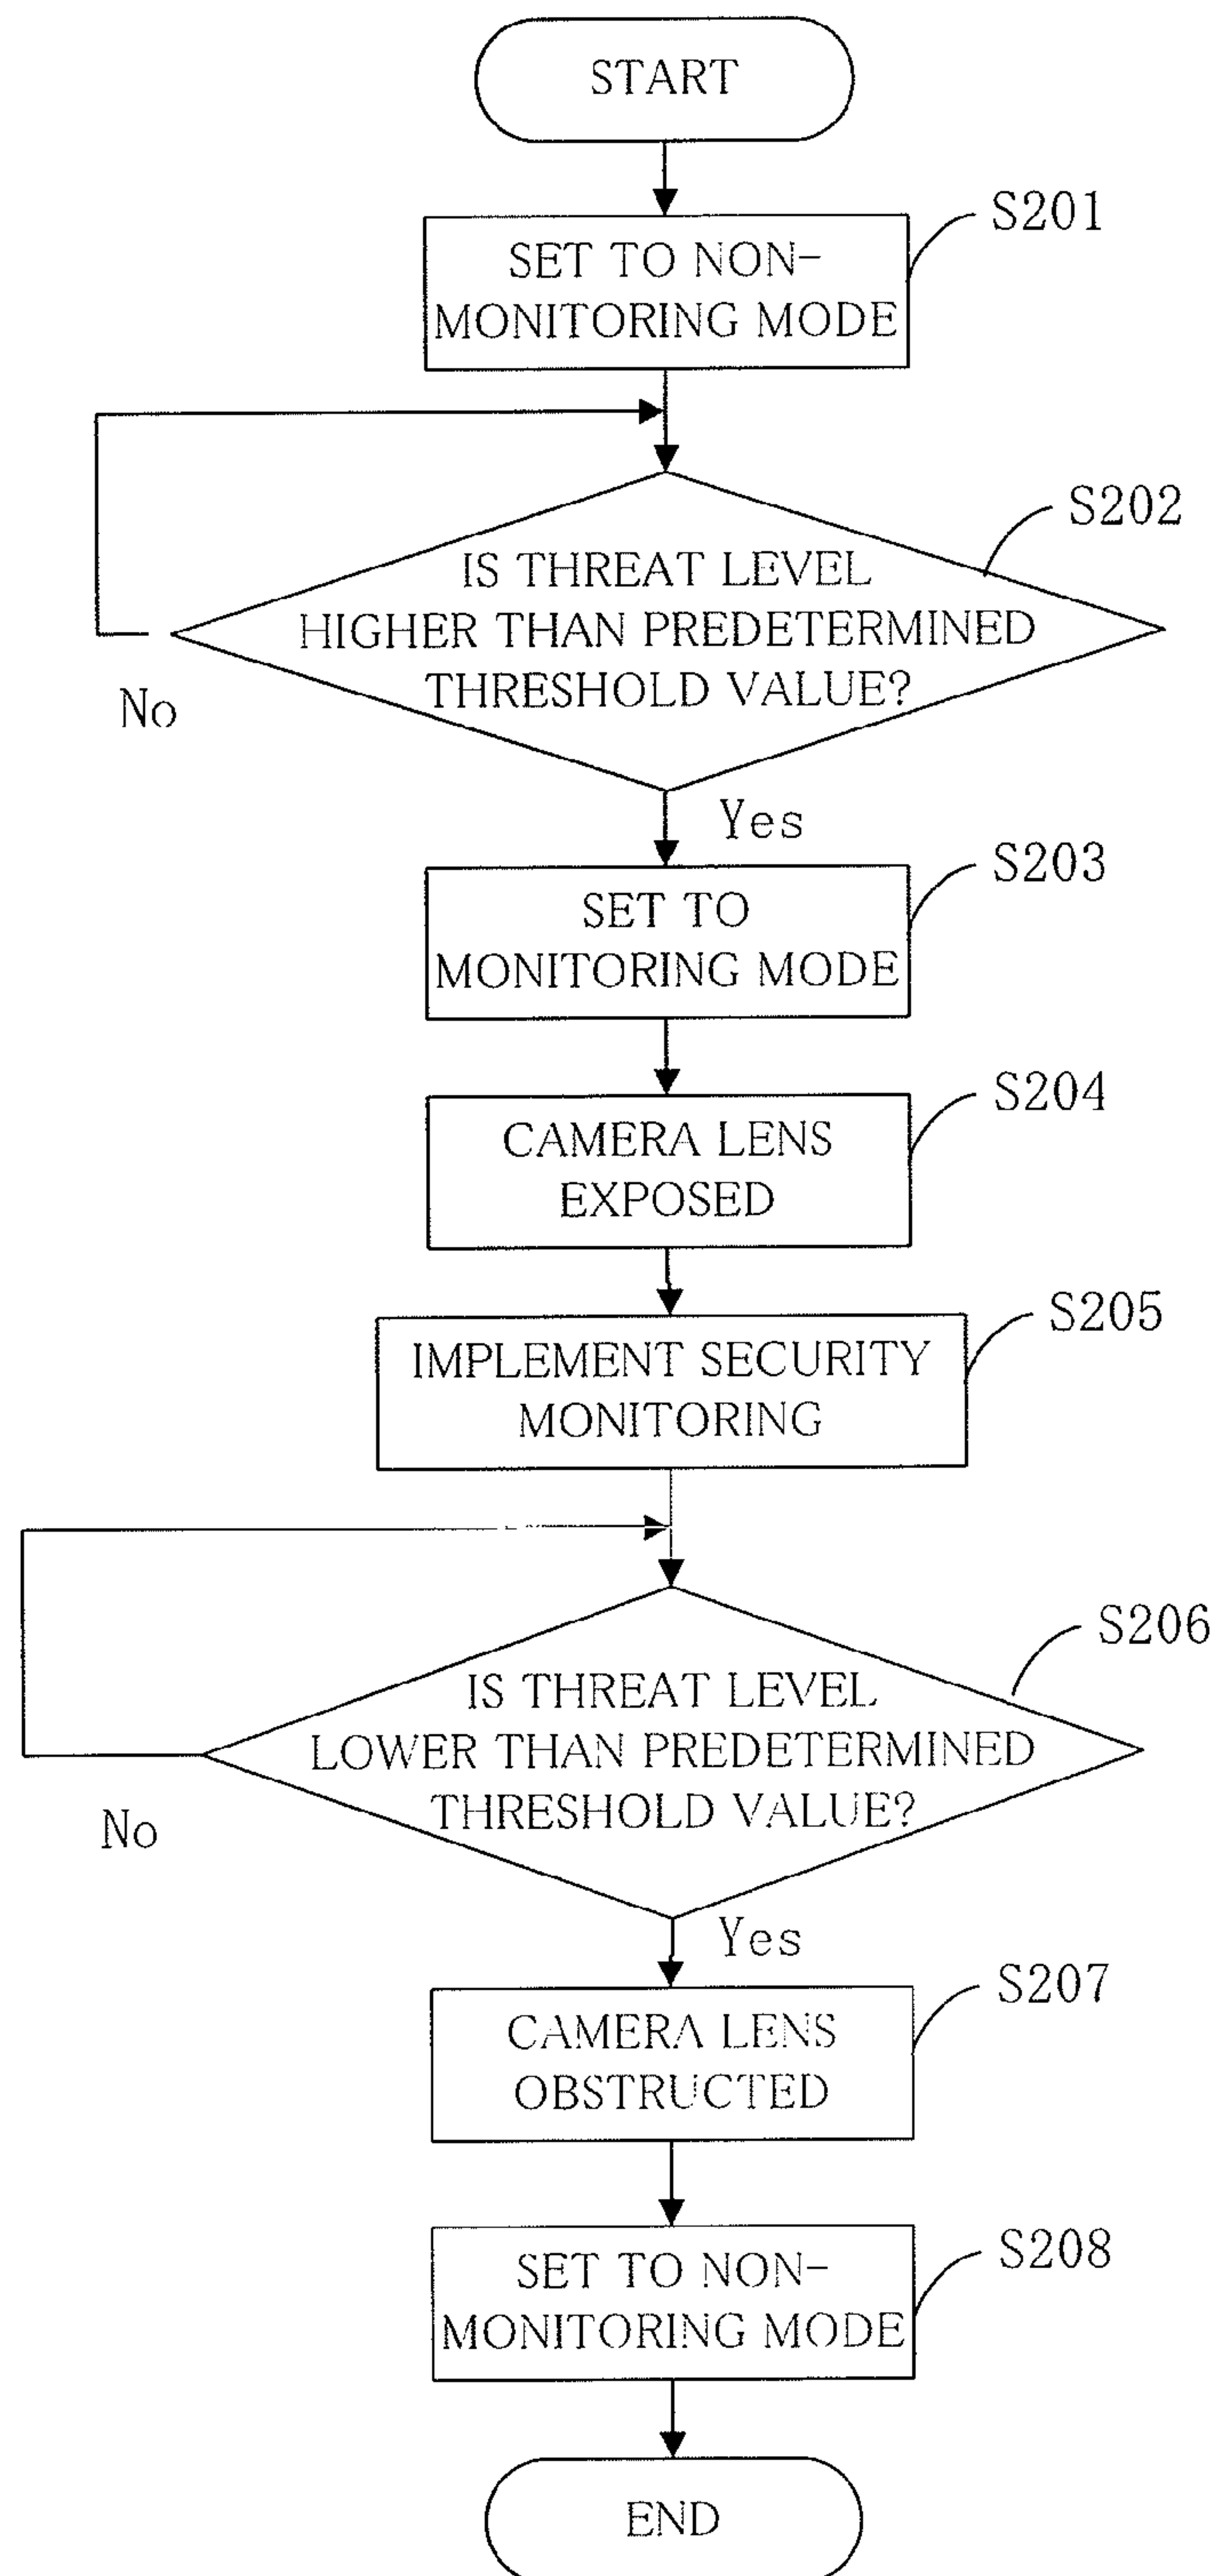 START
S201
SET TO NON-
MONITORING MODE
S202
IS THREAT LEVEL
HIGHER THAN PREDETERMINED
THRESHOLD VALUE?
No
Yes
S203
SET TO
MONITORING MODE
S204
CAMERA LENS
EXPOSED
S205
IMPLEMENT SECURITY
MONITORING
S206
IS THREAT LEVEL
LOWER THAN PREDETERMINED
THRESHOLD VALUE?
No
Yes
S207
CAMERA LENS
OBSTRUCTED
S208
SET TO NON-
MONITORING MODE
END